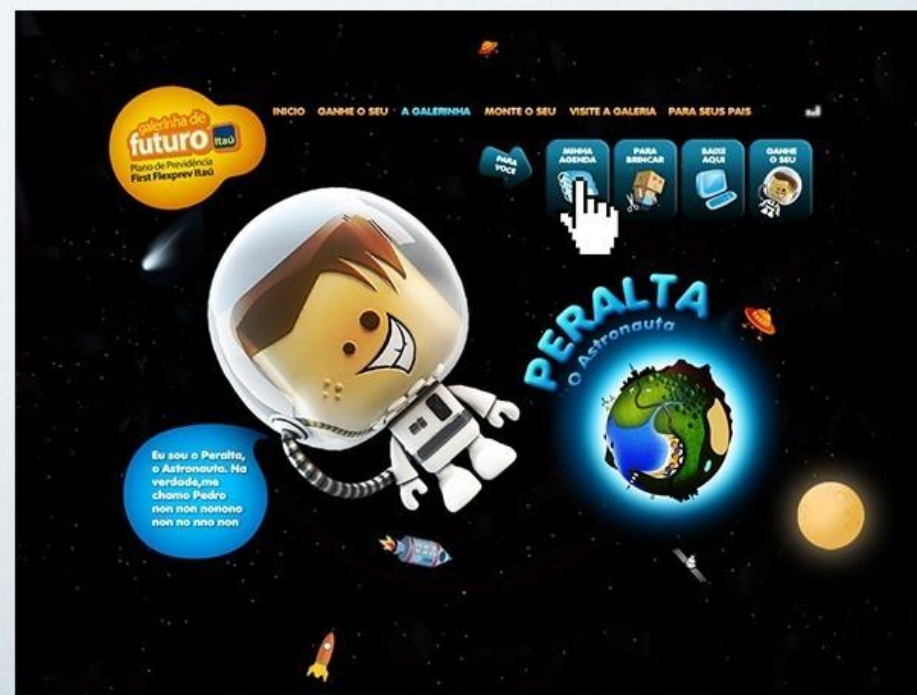 galerinha de
futuro Itaú
Plano de Previdência
First Flexprev Itaú
INICIO GANHE O SEU A GALERINHA MONTE O SEU VISITE A GALERIA PARA SEUS PAIS
PARA
VOCE
MINHA
AGENDA
PARA
BRINCAR
BAIXE
AQUI
GANHE
O SEU
PERALTA
O Astronauta
Eu sou o Peralta,
o Astronauta. Na
verdade,me
chamo Pedro
non non nonono
non no nno non